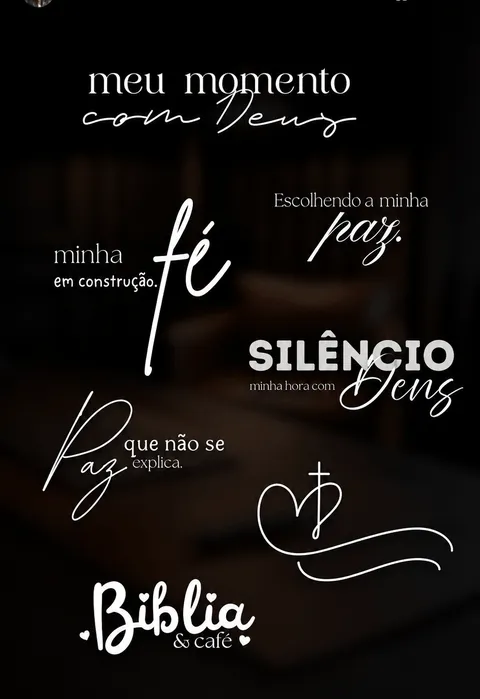 meu momento
com Deus
Escolhendo a minha
paz.
minha fé
em construção.
SILÊNCIO
minha hora com Deus
Paz que não se
explica.
Biblia
& café